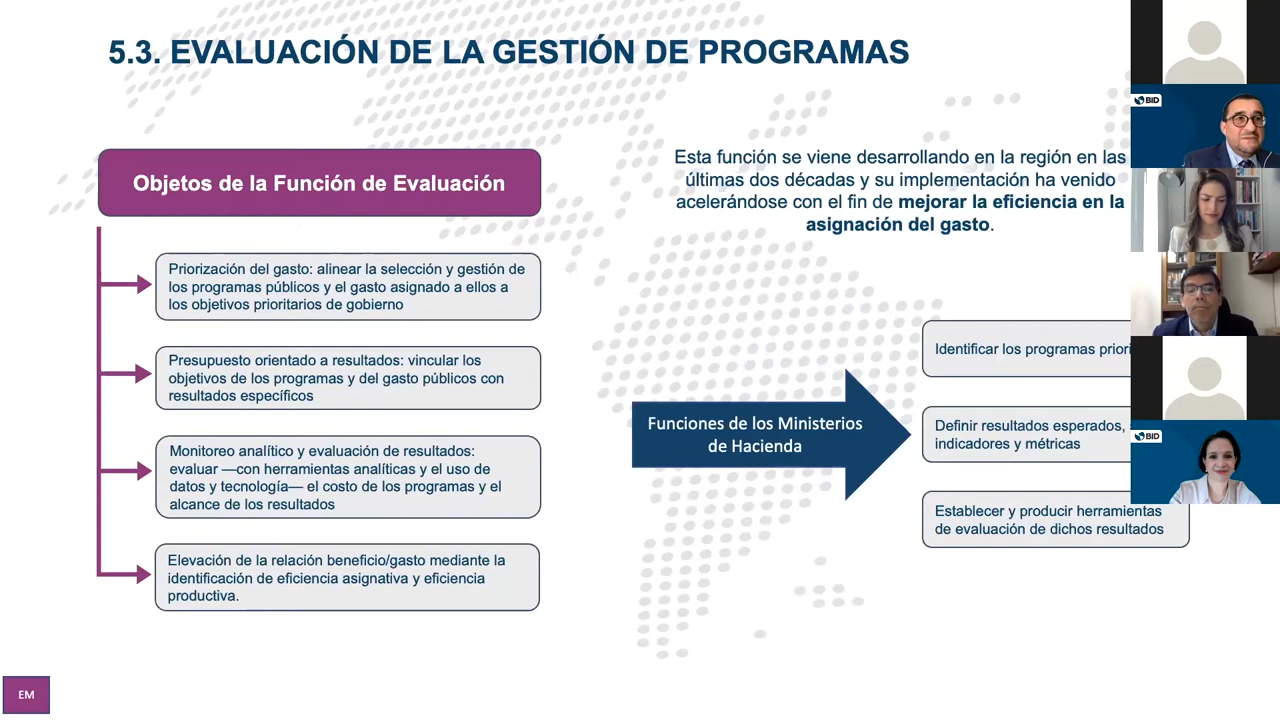 5.3. EVALUACIÓN DE LA GESTIÓN DE PROGRAMAS
Objetos de la Función de Evaluación
Priorización del gasto: alinear la selección y gestión de
los programas públicos y el gasto asignado a ellos a
los objetivos prioritarios de gobierno
Presupuesto orientado a resultados: vincular los
objetivos de los programas y del gasto públicos con
resultados específicos
Monitoreo analítico y evaluación de resultados:
evaluar —con herramientas analíticas y el uso de
datos y tecnología— el costo de los programas y el
alcance de los resultados
Elevación de la relación beneficio/gasto mediante la
identificación de eficiencia asignativa y eficiencia
productiva.
Esta función se viene desarrollando en la región en las
últimas dos décadas y su implementación ha venido
acelerándose con el fin de mejorar la eficiencia en la
asignación del gasto.
Funciones de los Ministerios
de Hacienda
Identificar los programas
Definir resultados esperados,
indicadores y métricas
Establecer y producir herramientas
de evaluación de dichos resultados
BID
BID
EM